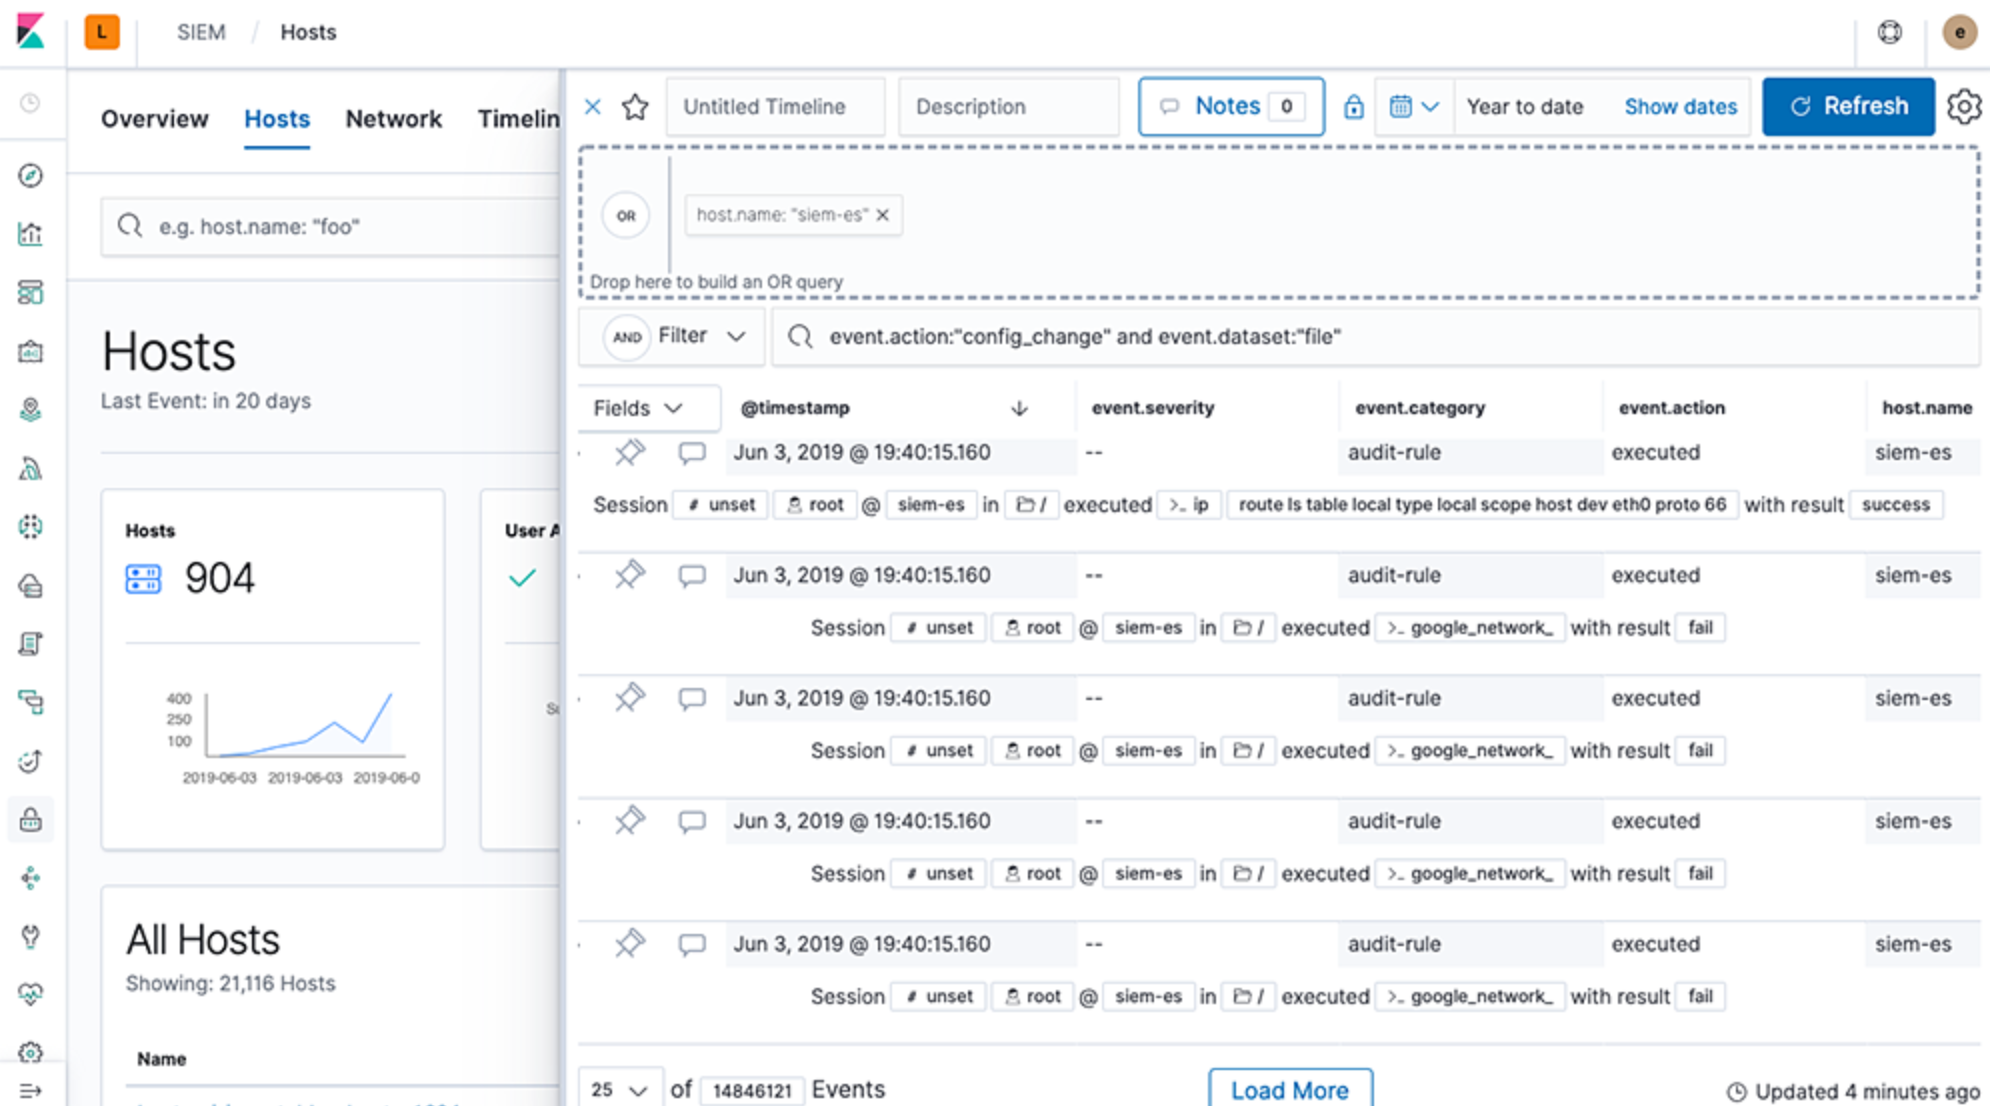 L SIEM / Hosts e
Overview Hosts Network Timelin
e.g. host.name: "foo"
Hosts
Last Event: in 20 days
Hosts
904
400
250
100
2019-06-03 2019-06-03 2019-06-0
User A
All Hosts
Showing: 21,116 Hosts
Name
Untitled Timeline Description Notes 0 Year to date Show dates Refresh
OR host.name: "siem-es"
Drop here to build an OR query
AND Filter event.action:"config_change" and event.dataset:"file"
Fields @timestamp event.severity event.category event.action host.name
Jun 3, 2019 @ 19:40:15.160 -- audit-rule executed siem-es
Session # unset root @ siem-es in / executed >_ ip route ls table local type local scope host dev eth0 proto 66 with result success
Jun 3, 2019 @ 19:40:15.160 -- audit-rule executed siem-es
Session # unset root @ siem-es in / executed >_ google_network_ with result fail
Jun 3, 2019 @ 19:40:15.160 -- audit-rule executed siem-es
Session # unset root @ siem-es in / executed >_ google_network_ with result fail
Jun 3, 2019 @ 19:40:15.160 -- audit-rule executed siem-es
Session # unset root @ siem-es in / executed >_ google_network_ with result fail
Jun 3, 2019 @ 19:40:15.160 -- audit-rule executed siem-es
Session # unset root @ siem-es in / executed >_ google_network_ with result fail
25 of 14846121 Events Load More Updated 4 minutes ago